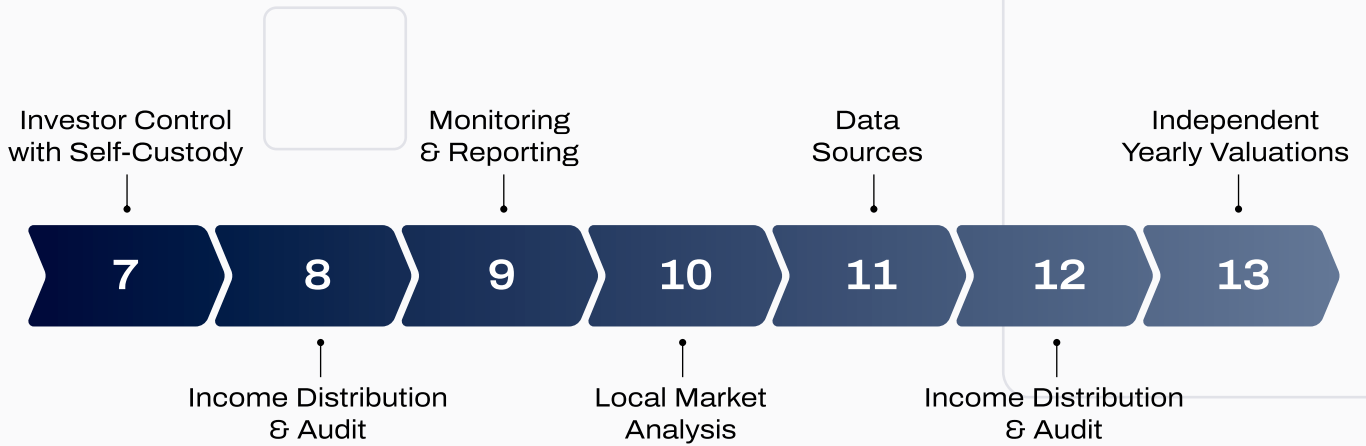 Investor Control
with Self-Custody
Monitoring
& Reporting
Data
Sources
Independent
Yearly Valuations
7
8
9
10
11
12
13
Income Distribution
& Audit
Local Market
Analysis
Income Distribution
& Audit